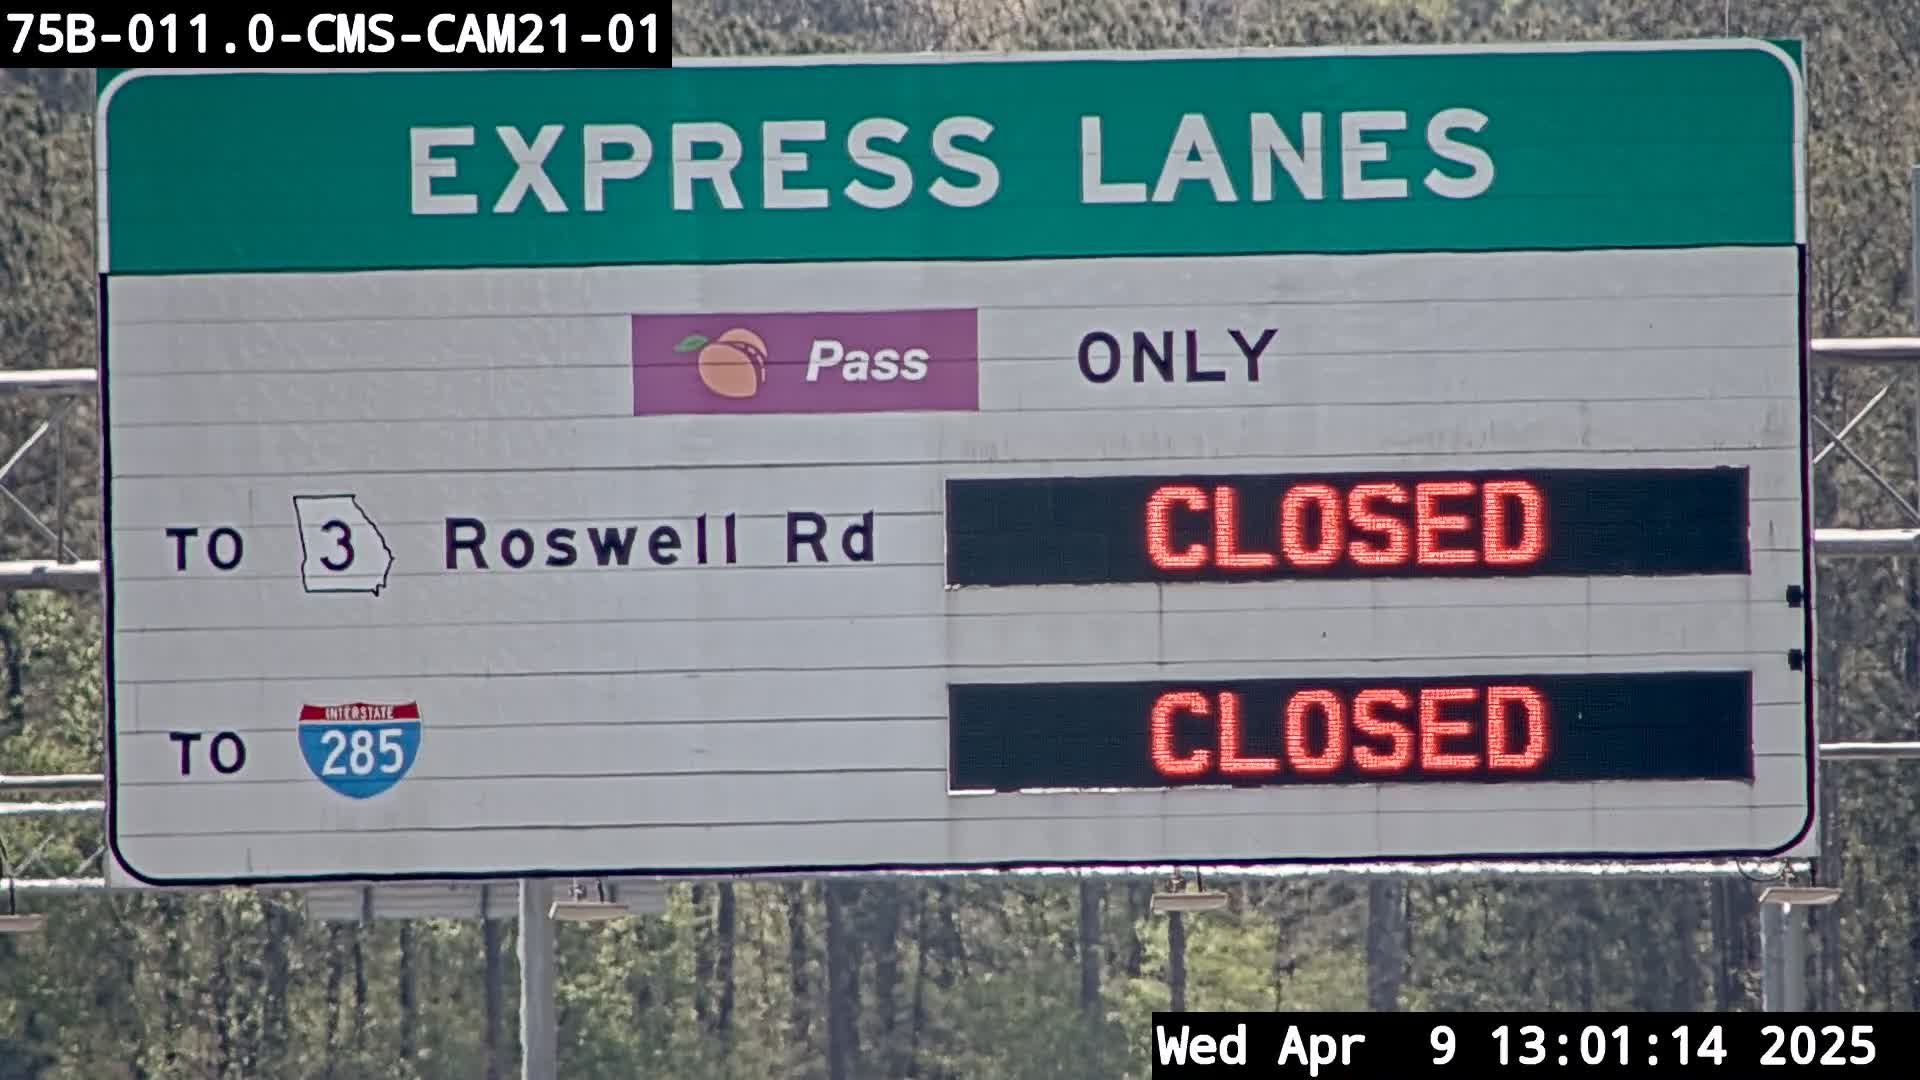 75B-011.0-CMS-CAM21-01
EXPRESS LANES
Pass ONLY
TO 3 Roswell Rd CLOSED
INTERSTATE
TO 285 CLOSED
Wed Apr 9 13:01:14 2025